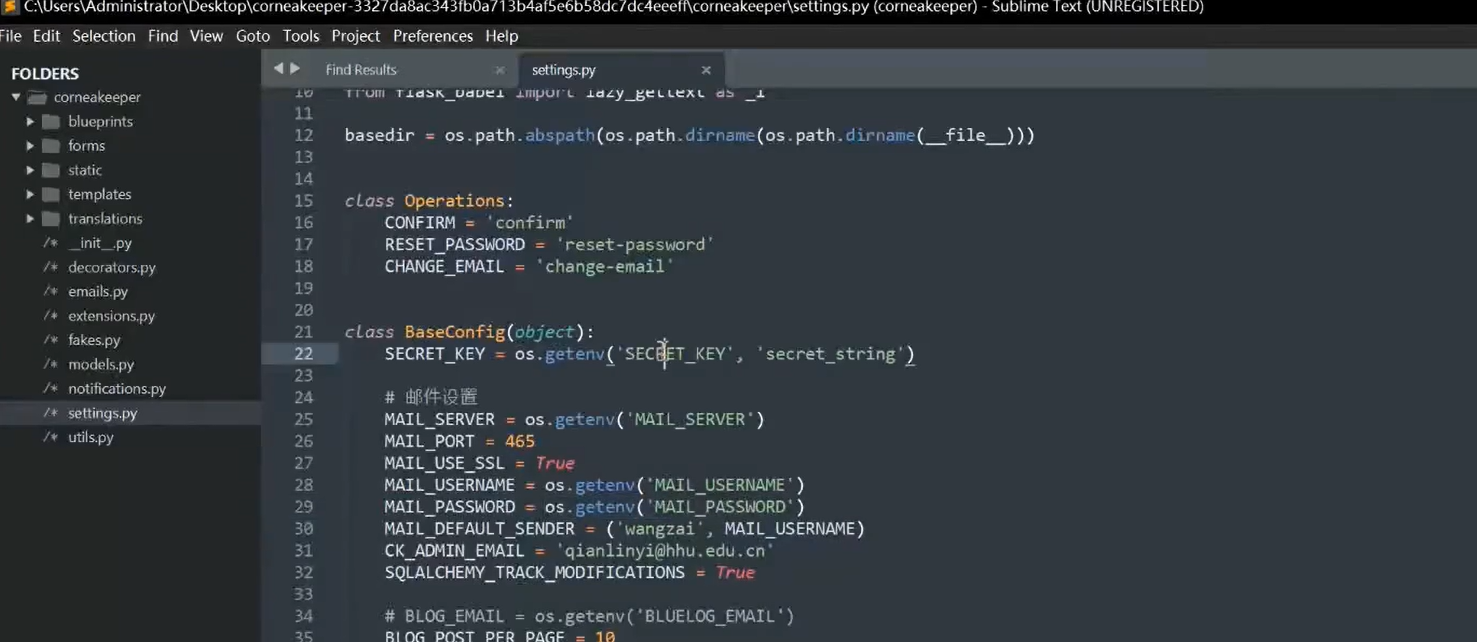 C:\Users\Administrator\Desktop\corneakeeper-3327da8ac343fb0a713b4af5e6b58dc7dc4eeeff\corneakeeper\settings.py (corneakeeper) - Sublime Text (UNREGISTERED)
File Edit Selection Find View Goto Tools Project Preferences Help
FOLDERS
corneakeeper
blueprints
forms
static
templates
translations
/* __init__.py
/* decorators.py
/* emails.py
/* extensions.py
/* fakes.py
/* models.py
/* notifications.py
/* settings.py
/* utils.py
Find Results × settings.py ×
10 from flask_babel import lazy_gettext as _l
11
12 basedir = os.path.abspath(os.path.dirname(os.path.dirname(__file__)))
13
14
15 class Operations:
16 CONFIRM = 'confirm'
17 RESET_PASSWORD = 'reset-password'
18 CHANGE_EMAIL = 'change-email'
19
20
21 class BaseConfig(object):
22 SECRET_KEY = os.getenv('SECRET_KEY', 'secret_string')
23
24 # 邮件设置
25 MAIL_SERVER = os.getenv('MAIL_SERVER')
26 MAIL_PORT = 465
27 MAIL_USE_SSL = True
28 MAIL_USERNAME = os.getenv('MAIL_USERNAME')
29 MAIL_PASSWORD = os.getenv('MAIL_PASSWORD')
30 MAIL_DEFAULT_SENDER = ('wangzai', MAIL_USERNAME)
31 CK_ADMIN_EMAIL = 'qianlinyi@hhu.edu.cn'
32 SQLALCHEMY_TRACK_MODIFICATIONS = True
33
34 # BLOG_EMAIL = os.getenv('BLUELOG_EMAIL')
35 BLOG_POST_PER_PAGE = 10